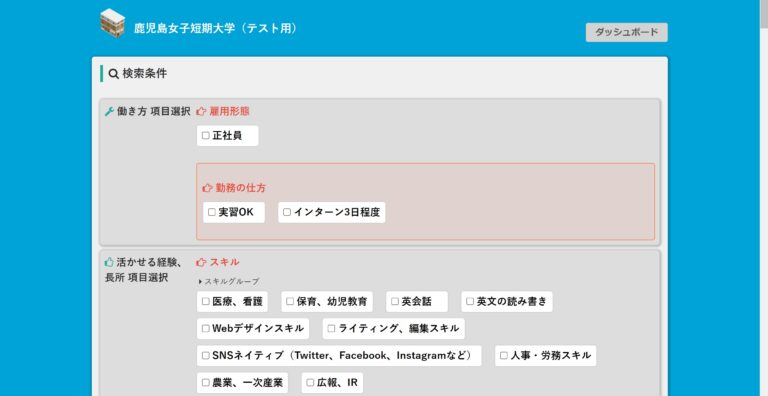 鹿児島女子短期大学（テスト用）
ダッシュボード
検索条件
働き方 項目選択
雇用形態
正社員
勤務の仕方
実習OK
インターン3日程度
活かせる経験、
長所 項目選択
スキル
スキルグループ
医療、看護
保育、幼児教育
英会話
英文の読み書き
Webデザインスキル
ライティング、編集スキル
SNSネイティブ（Twitter、Facebook、Instagramなど）
人事・労務スキル
農業、一次産業
広報、IR